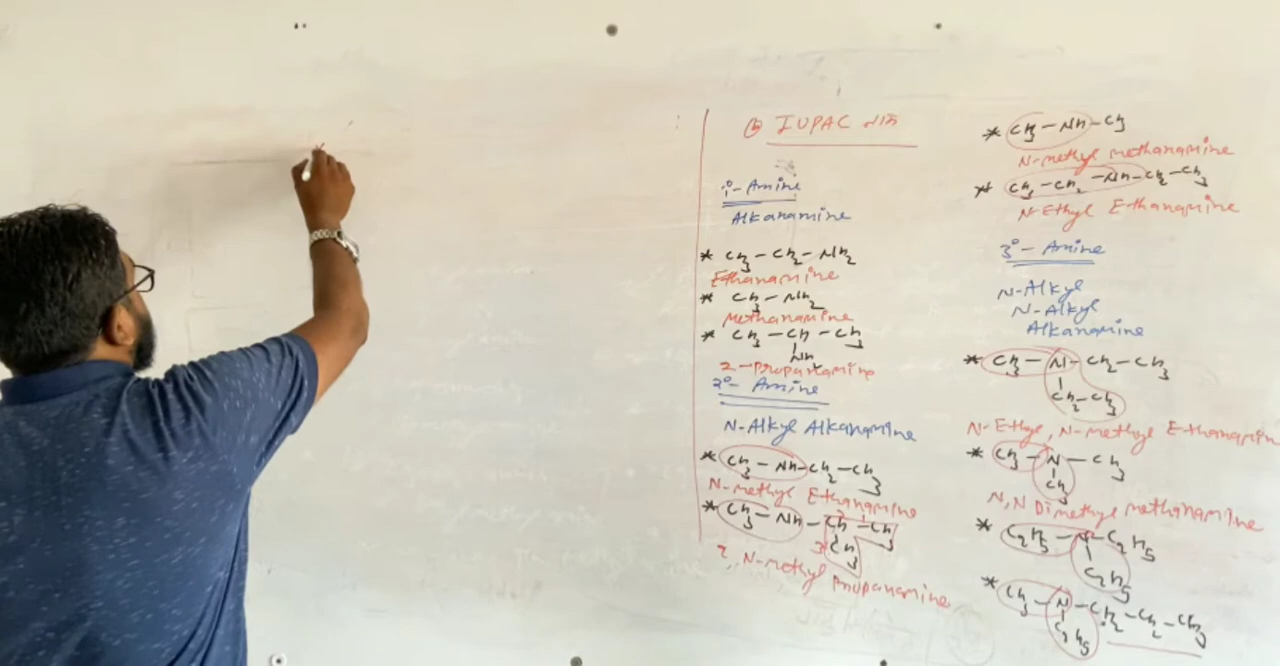 (b) IUPAC নাম
1°- Amine
Alkanamine
* CH3 – CH2 – NH2
Ethanamine
* CH3 – NH2
Methanamine
* CH3 – CH – CH3
NH2
2-Propanamine
2°- Amine
N-Alkyl Alkanamine
* CH3 – NH – CH2 – CH3
N-methyl Ethanamine
* CH3 – NH – CH – CH3
CH3
2, N-methyl Propanamine
* CH3 – NH – CH3
N-methyl methanamine
* CH3 – CH2 – NH – CH2 – CH3
N-Ethyl Ethanamine
3°- Amine
N-Alkyl
N-Alkyl
Alkanamine
* CH3 – N – CH2 – CH3
CH2 – CH3
N-Ethyl, N-methyl Ethanamin
* CH3 – N – CH3
CH3
N,N Dimethyl methanamine
* C2H5 – N – C2H5
C2H5
* CH3 – N – CH2 – CH2 – CH3
C2H5